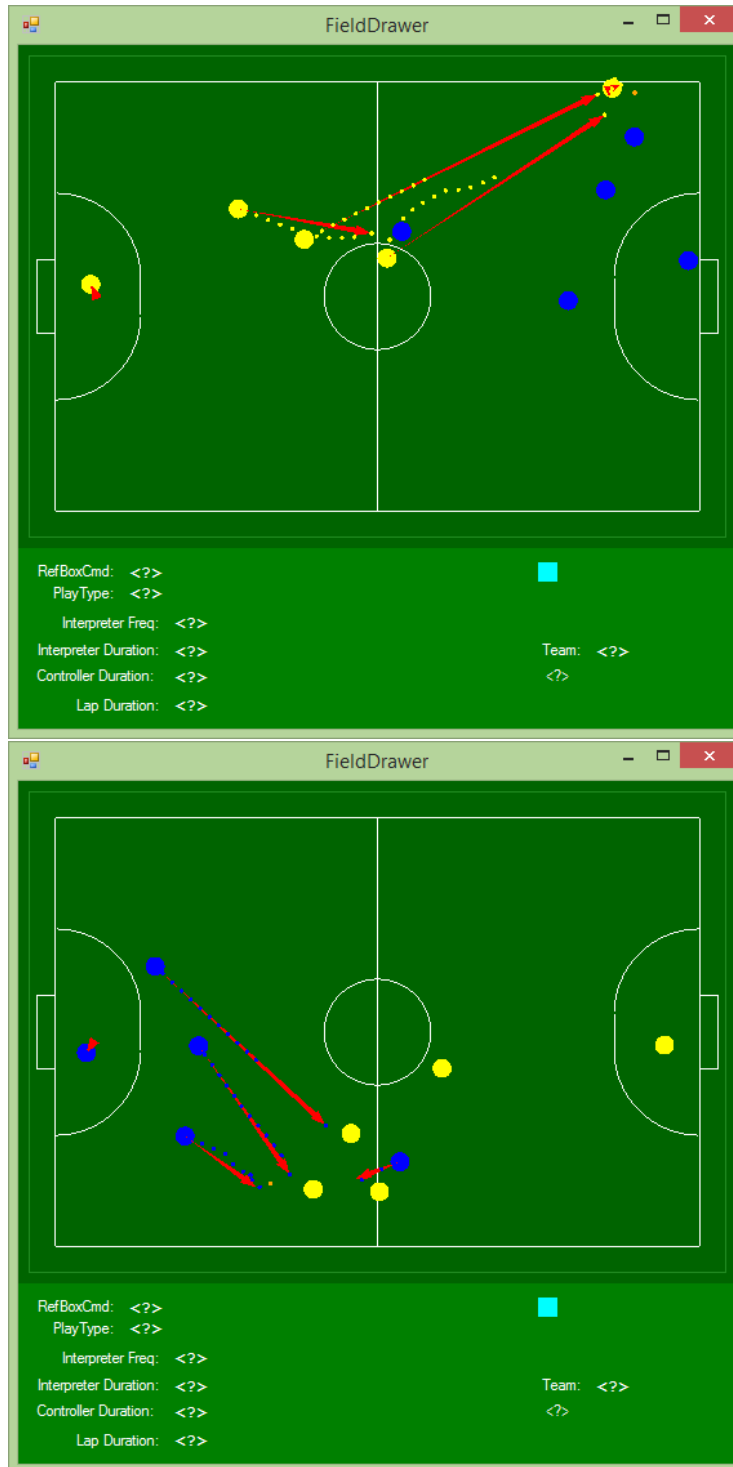 FieldDrawer
RefBoxCmd: <?>
PlayType: <?>
Interpreter Freq: <?>
Interpreter Duration: <?> Team: <?>
Controller Duration: <?> <?>
Lap Duration: <?>
FieldDrawer
RefBoxCmd: <?>
PlayType: <?>
Interpreter Freq: <?>
Interpreter Duration: <?> Team: <?>
Controller Duration: <?> <?>
Lap Duration: <?>